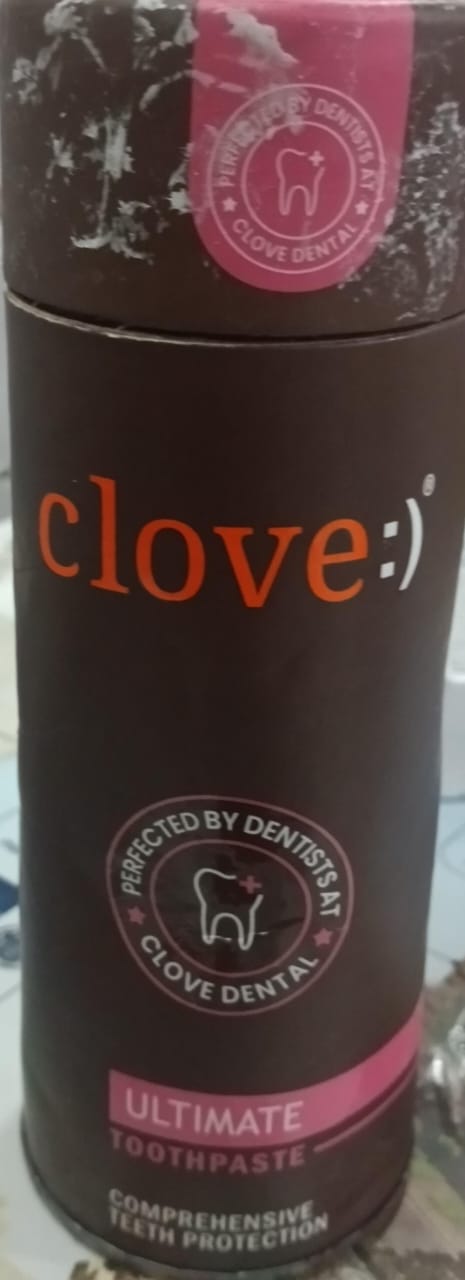 PERFECTED BY DENTISTS AT
CLOVE DENTAL
clove:)®
PERFECTED BY DENTISTS AT
CLOVE DENTAL
ULTIMATE
TOOTHPASTE
COMPREHENSIVE
TEETH PROTECTION